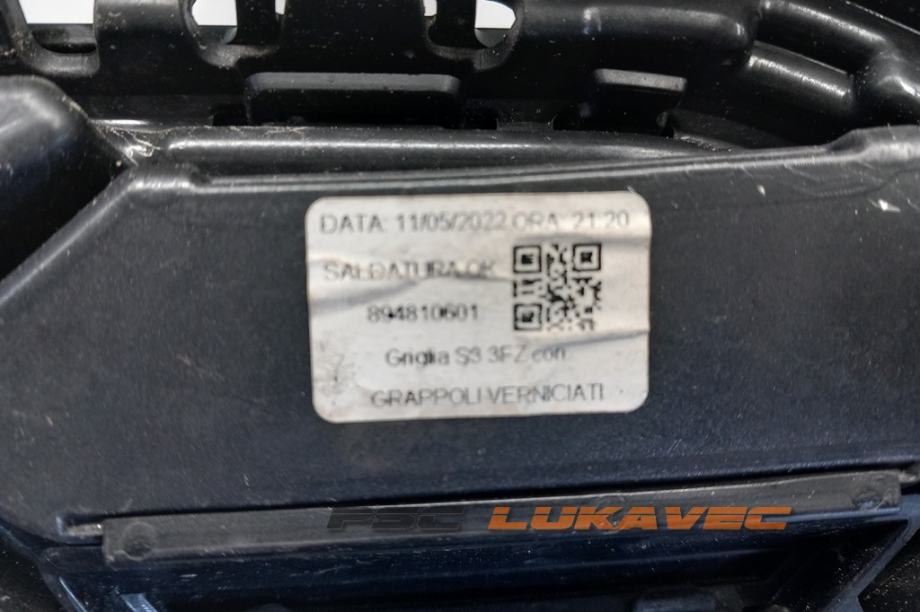 DATA: 11/05/2022 ORA: 21:20
SALDATURA OK
894810601
Griglia S3 3FZ con
GRAPPOLI VERNICIATI
PSC LUKAVEC